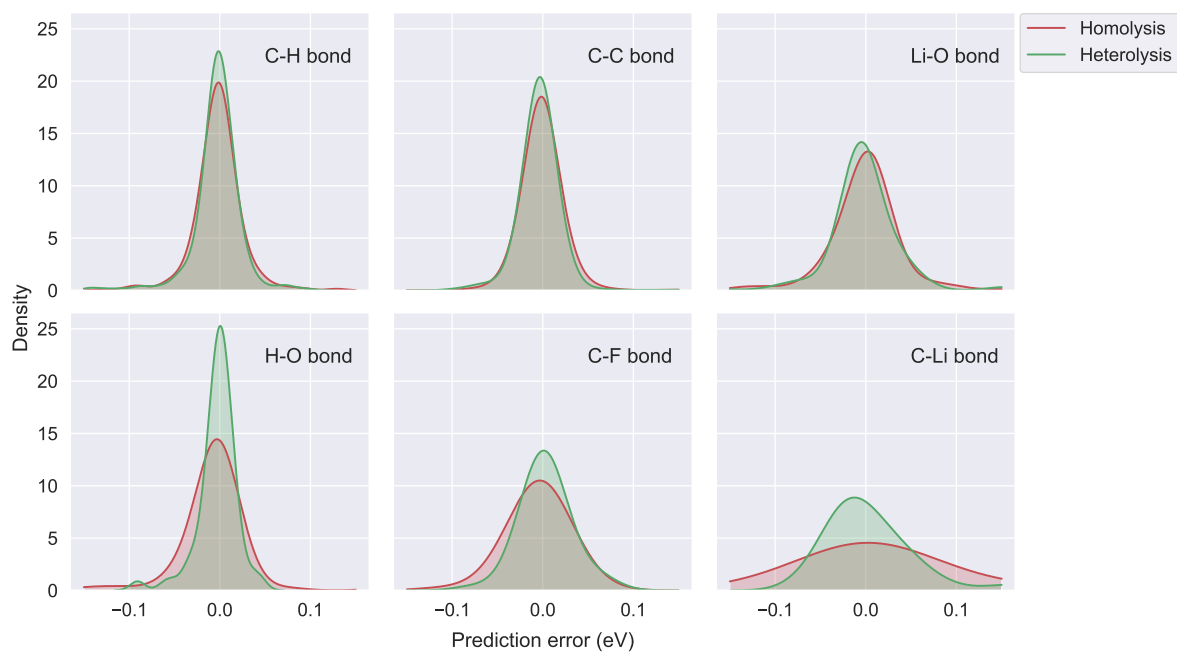 C-H bond
C-C bond
Li-O bond
Homolysis
Heterolysis
25
20
15
10
5
0
H-O bond
C-F bond
C-Li bond
25
20
15
10
5
0
−0.1 0.0 0.1
−0.1 0.0 0.1
−0.1 0.0 0.1
Density
Prediction error (eV)